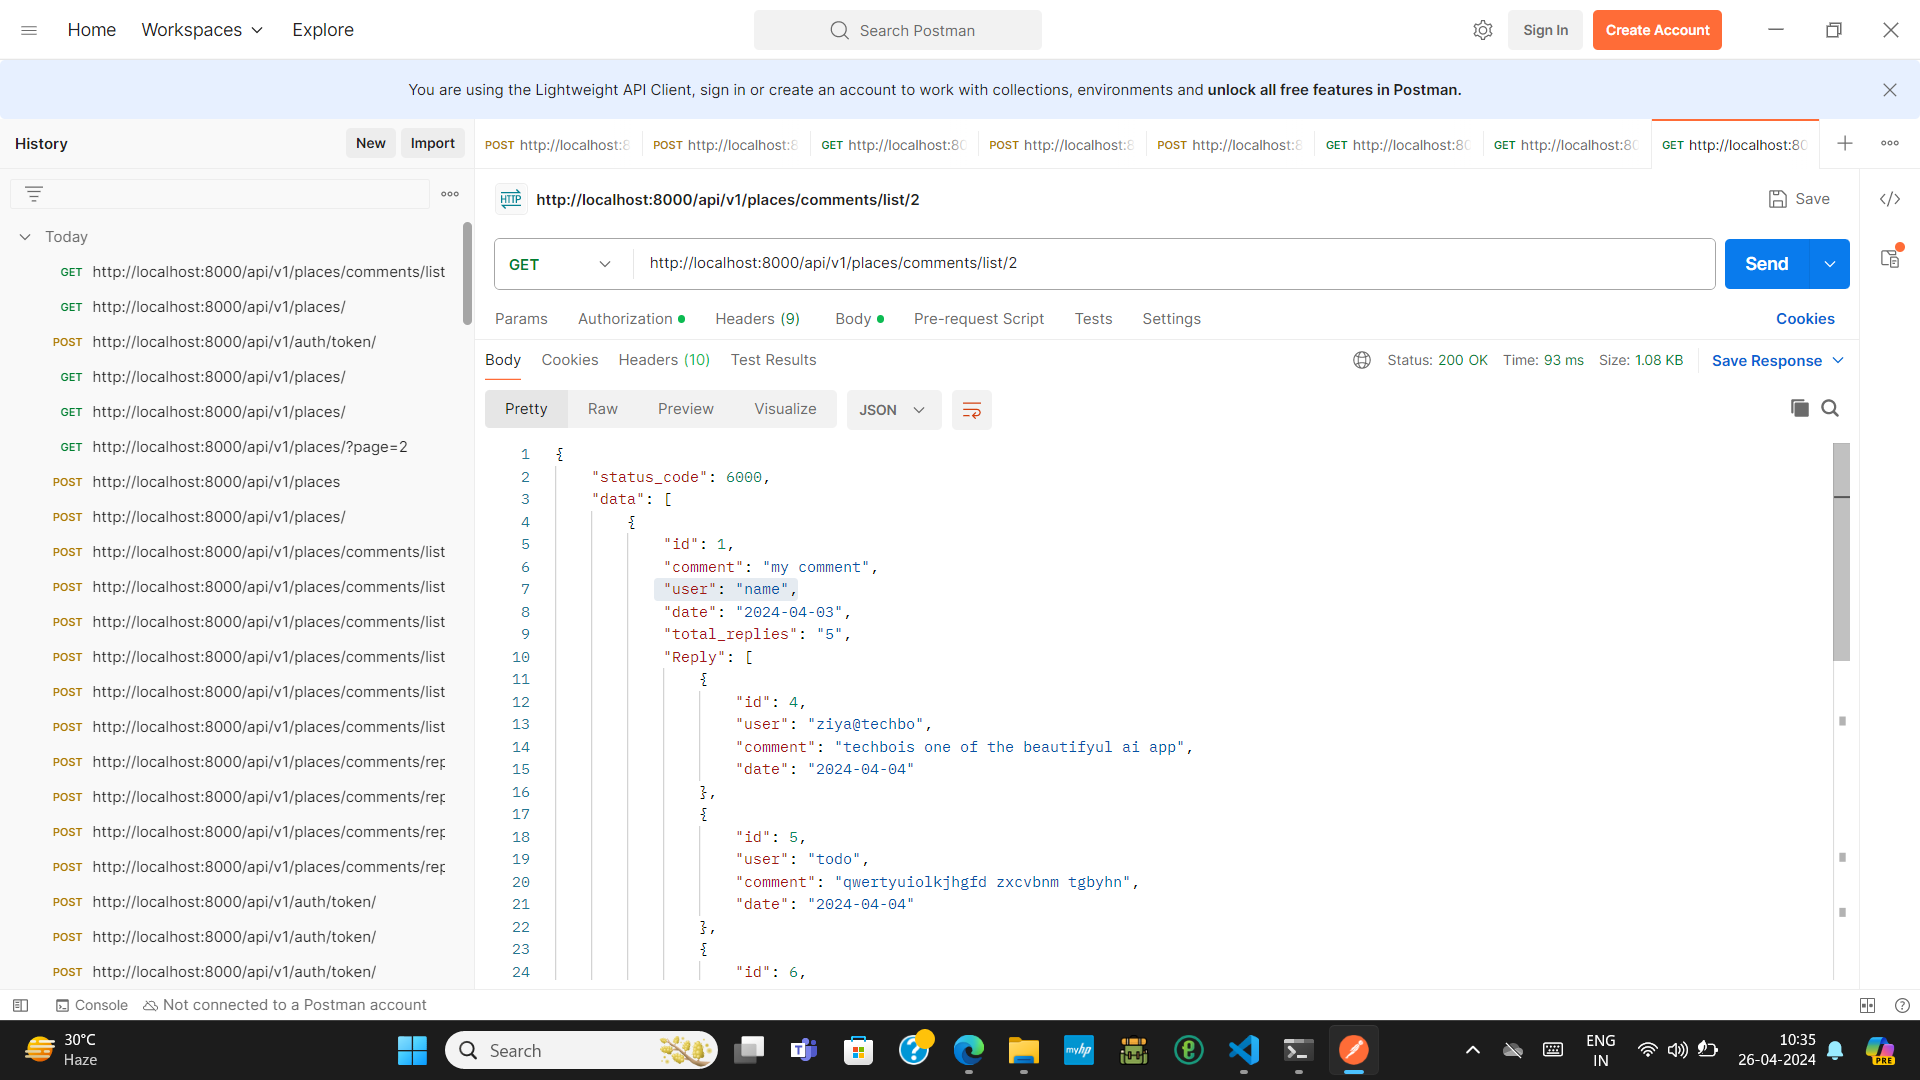 Home Workspaces Explore Search Postman Sign In Create Account
You are using the Lightweight API Client, sign in or create an account to work with collections, environments and unlock all free features in Postman.
History New Import
POST http://localhost:8 POST http://localhost:8 GET http://localhost:80 POST http://localhost:8 POST http://localhost:8 GET http://localhost:80 GET http://localhost:80 GET http://localhost:80
Today
GET http://localhost:8000/api/v1/places/comments/list
GET http://localhost:8000/api/v1/places/
POST http://localhost:8000/api/v1/auth/token/
GET http://localhost:8000/api/v1/places/
GET http://localhost:8000/api/v1/places/
GET http://localhost:8000/api/v1/places/?page=2
POST http://localhost:8000/api/v1/places
POST http://localhost:8000/api/v1/places/
POST http://localhost:8000/api/v1/places/comments/list
POST http://localhost:8000/api/v1/places/comments/list
POST http://localhost:8000/api/v1/places/comments/list
POST http://localhost:8000/api/v1/places/comments/list
POST http://localhost:8000/api/v1/places/comments/list
POST http://localhost:8000/api/v1/places/comments/list
POST http://localhost:8000/api/v1/places/comments/rep
POST http://localhost:8000/api/v1/places/comments/rep
POST http://localhost:8000/api/v1/places/comments/rep
POST http://localhost:8000/api/v1/places/comments/rep
POST http://localhost:8000/api/v1/auth/token/
POST http://localhost:8000/api/v1/auth/token/
POST http://localhost:8000/api/v1/auth/token/
HTTP http://localhost:8000/api/v1/places/comments/list/2 Save
GET http://localhost:8000/api/v1/places/comments/list/2 Send
Params Authorization Headers (9) Body Pre-request Script Tests Settings Cookies
Body Cookies Headers (10) Test Results Status: 200 OK Time: 93 ms Size: 1.08 KB Save Response
Pretty Raw Preview Visualize JSON
1 {
2 "status_code": 6000,
3 "data": [
4 {
5 "id": 1,
6 "comment": "my comment",
7 "user": "name",
8 "date": "2024-04-03",
9 "total_replies": "5",
10 "Reply": [
11 {
12 "id": 4,
13 "user": "ziya@techbo",
14 "comment": "techbois one of the beautifyul ai app",
15 "date": "2024-04-04"
16 },
17 {
18 "id": 5,
19 "user": "todo",
20 "comment": "qwertyuiolkjhgfd zxcvbnm tgbyhn",
21 "date": "2024-04-04"
22 },
23 {
24 "id": 6,
Console Not connected to a Postman account
30°C
Haze
Search
myhp
ENG
IN
10:35
26-04-2024
PRE